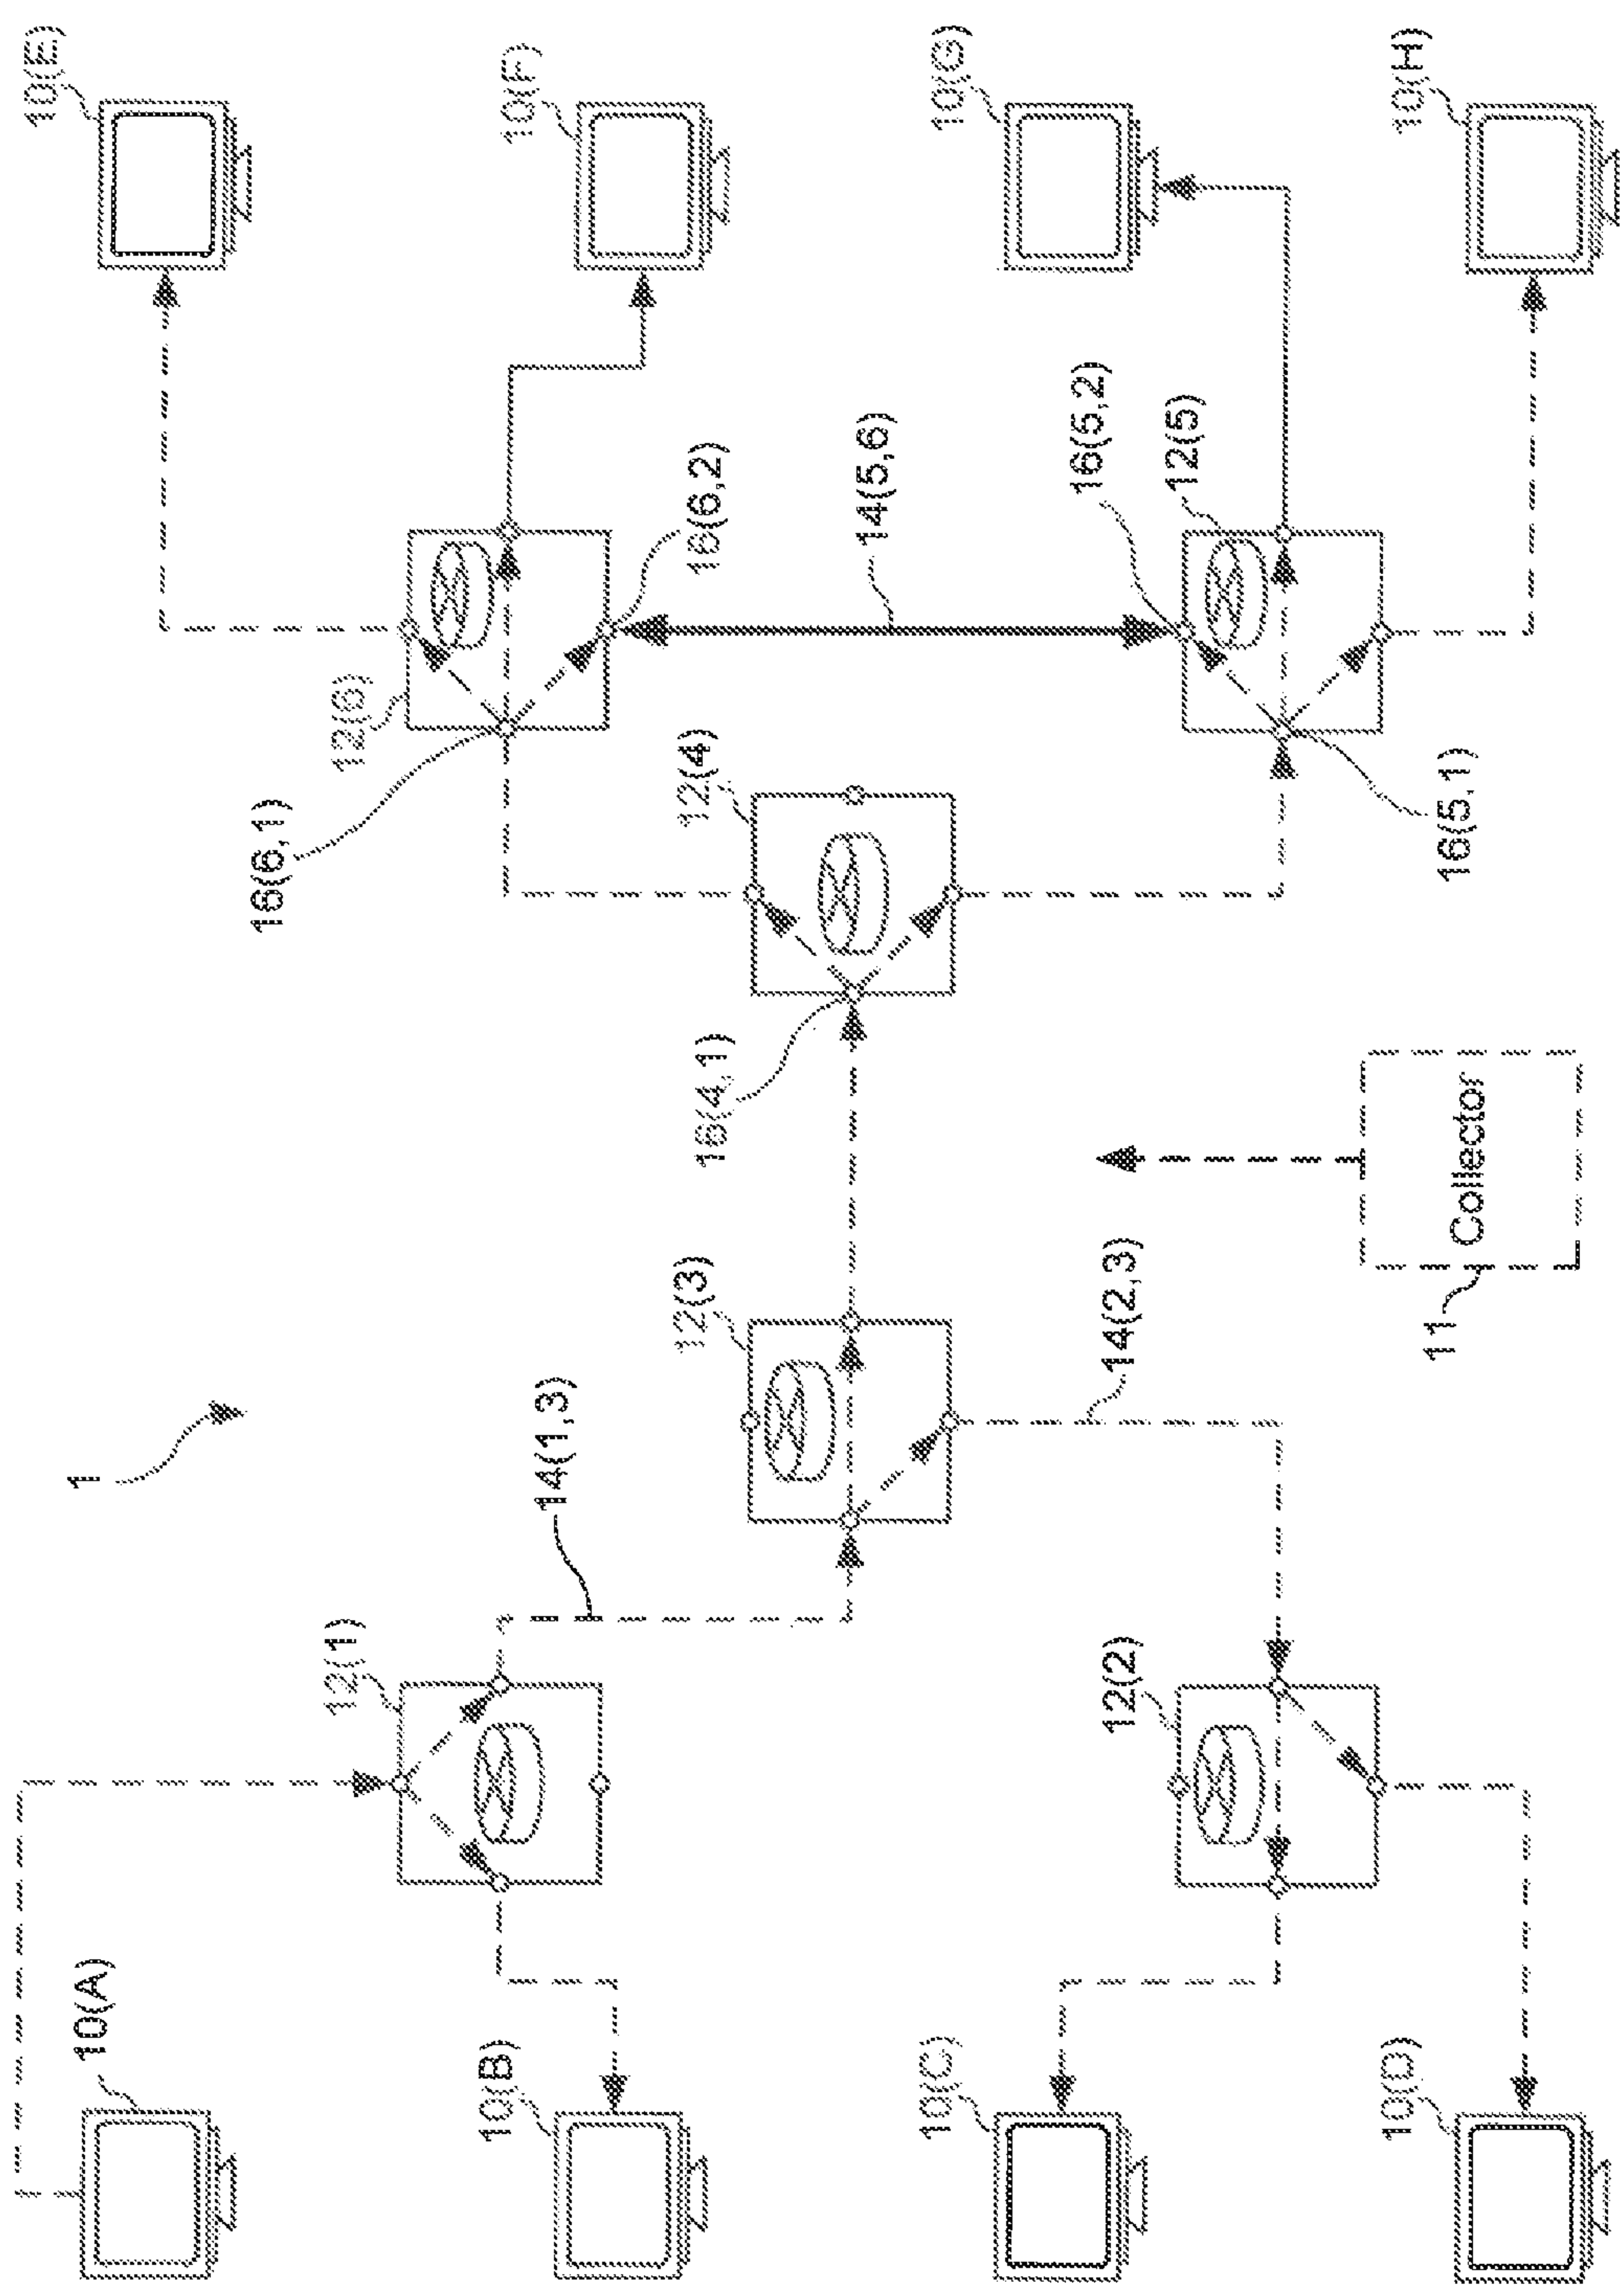 10(E)
10(F)
10(G)
10(H)
12(6)
16(6,1)
16(6,2)
14(5,6)
16(5,2)
12(5)
12(4)
16(5,1)
16(4,1)
1
14(1,3)
12(3)
14(2,3)
11
Collector
12(1)
12(2)
10(A)
10(B)
10(C)
10(D)